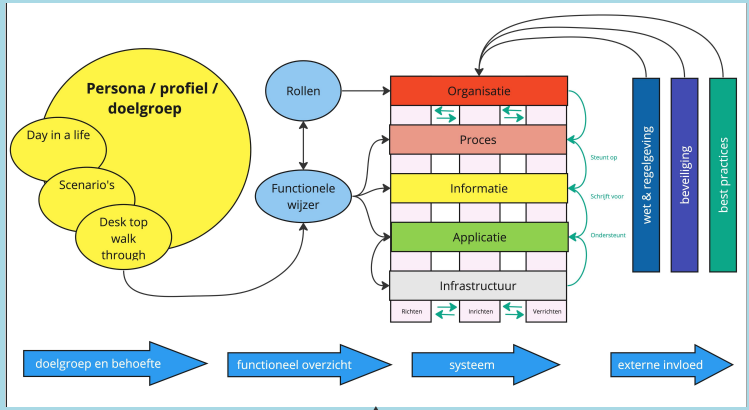 Persona / profiel /
doelgroep
Day in a life
Scenario's
Desk top
walk
through
Rollen
Functionele
wijzer
Organisatie
Proces
Informatie
Applicatie
Infrastructuur
Richten
Inrichten
Verrichten
Steunt op
Schrijft voor
Ondersteunt
wet & regelgeving
beveiliging
best practices
doelgroep en behoefte
functioneel overzicht
systeem
externe invloed